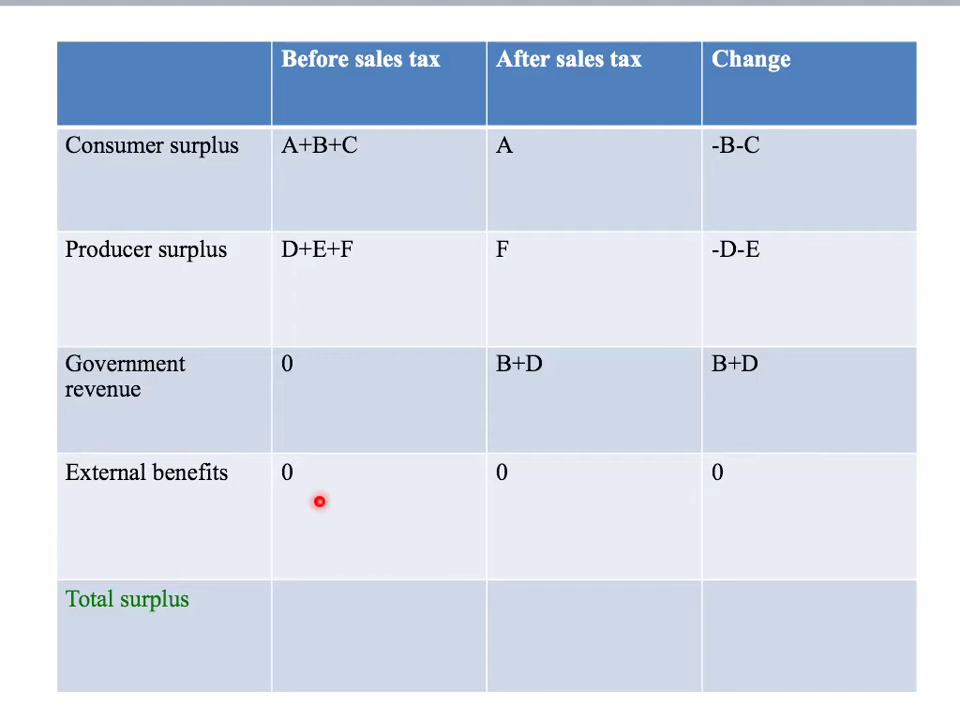 Before sales tax
After sales tax
Change
Consumer surplus
A+B+C
A
-B-C
Producer surplus
D+E+F
F
-D-E
Government
revenue
0
B+D
B+D
External benefits
0
0
0
Total surplus